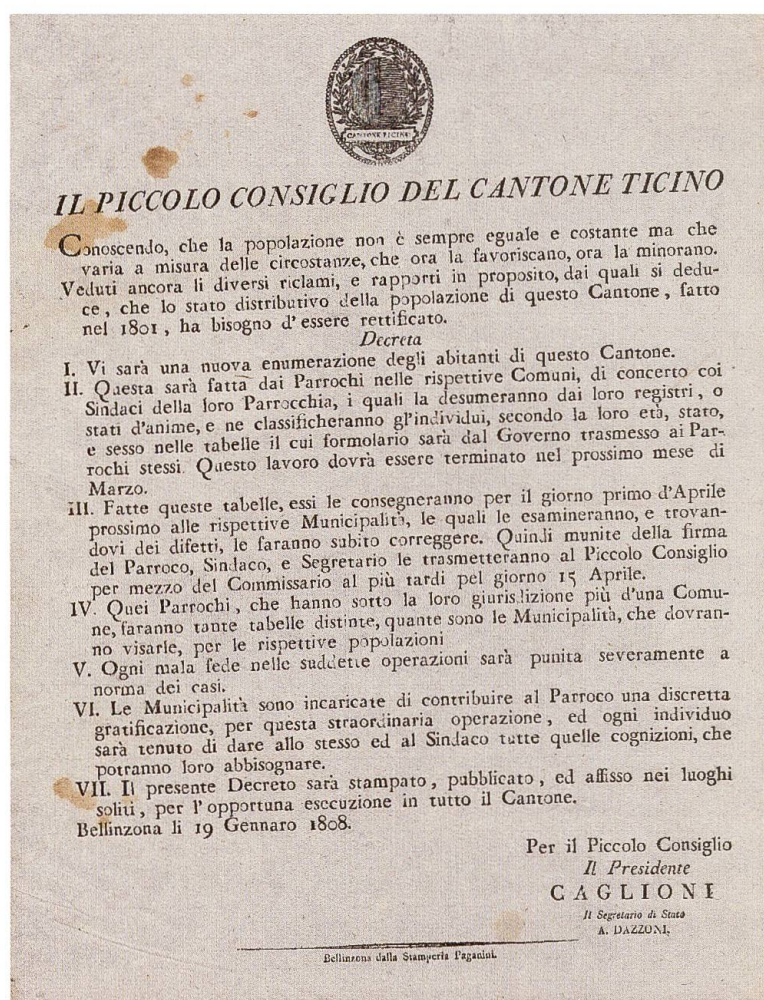 CANTONE TICINO
IL PICCOLO CONSIGLIO DEL CANTONE TICINO
Conoscendo, che la popolazione non è sempre eguale e costante ma che
varia a misura delle circostanze, che ora la favoriscano, ora la minorano.
Veduti ancora li diversi riclami, e rapporti in proposito, dai quali si dedu-
ce, che lo stato distributivo della popolazione di questo Cantone, fatto
nel 1801, ha bisogno d'essere rettificato.
Decreta
I. Vi sarà una nuova enumerazione degli abitanti di questo Cantone.
II. Questa sarà fatta dai Parrochi nelle rispettive Comuni, di concerto coi
Sindaci della loro Parrocchia, i quali la desumeranno dai loro registri, o
stati d'anime, e ne classificheranno gl'individui, secondo la loro età, stato,
e sesso nelle tabelle il cui formolario sarà dal Governo trasmesso ai Par-
rochi stessi. Questo lavoro dovrà essere terminato nel prossimo mese di
Marzo.
III. Fatte queste tabelle, essi le consegneranno per il giorno primo d'Aprile
prossimo alle rispettive Municipalità, le quali le esamineranno, e trovan-
dovi dei difetti, le faranno subito correggere. Quindi munite della firma
del Parroco, Sindaco, e Segretario le trasmetteranno al Piccolo Consiglio
per mezzo del Commissario al più tardi pel giorno 15 Aprile.
IV. Quei Parrochi, che hanno sotto la loro giurisdizione più d'una Comu-
ne, faranno tante tabelle distinte, quante sono le Municipalità, che dovran-
no visarle, per le rispettive popolazioni
V. Ogni mala fede nelle suddette operazioni sarà punita severamente a
norma dei casi.
VI. Le Municipalità sono incaricate di contribuire al Parroco una discretta
gratificazione, per questa straordinaria operazione, ed ogni individuo
sarà tenuto di dare allo stesso ed al Sindaco tutte quelle cognizioni, che
potranno loro abbisognare.
VII. Il presente Decreto sarà stampato, pubblicato, ed affisso nei luoghi
soliti, per l'opportuna esecuzione in tutto il Cantone.
Bellinzona li 19 Gennaro 1808.
Per il Piccolo Consiglio
Il Presidente
CAGLIONI
Il Segretario di Stato
A. DAZZONI.
Bellinzona dalla Stamperia Paganini.